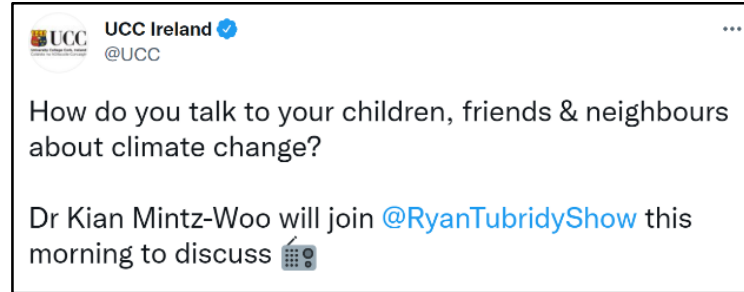 UCC
UCC Ireland
@UCC
How do you talk to your children, friends & neighbours
about climate change?
Dr Kian Mintz-Woo will join @RyanTubridyShow this
morning to discuss 📻